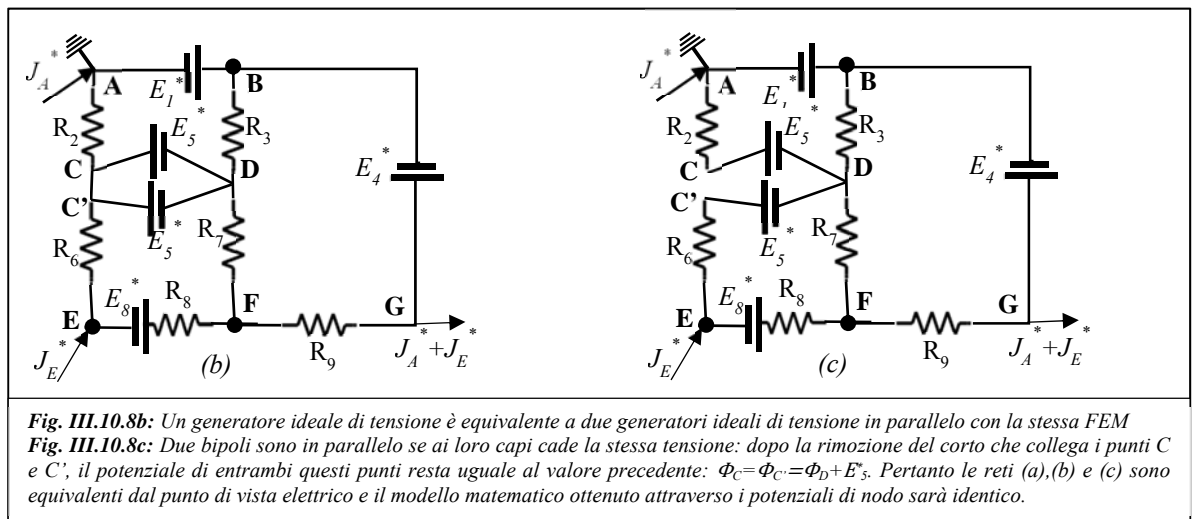 J_A^*
A
E_1^*
B
R_2
E_5^*
R_3
C
D
E_4^*
C'
E_5^*
R_7
R_6
E_8^*
R_8
F
G
E
J_E^*
(b)
R_9
J_A^* + J_E^*
J_A^*
A
E_1^*
B
R_2
E_5^*
R_3
C
D
E_4^*
C'
E_5^*
R_7
R_6
E_8^*
R_8
F
G
E
J_E^*
(c)
R_9
J_A^* + J_E^*
Fig. III.10.8b: Un generatore ideale di tensione è equivalente a due generatori ideali di tensione in parallelo con la stessa FEM
Fig. III.10.8c: Due bipoli sono in parallelo se ai loro capi cade la stessa tensione: dopo la rimozione del corto che collega i punti C
e C', il potenziale di entrambi questi punti resta uguale al valore precedente: Φ_C=Φ_C'=Φ_D+E^*_5. Pertanto le reti (a),(b) e (c) sono
equivalenti dal punto di vista elettrico e il modello matematico ottenuto attraverso i potenziali di nodo sarà identico.